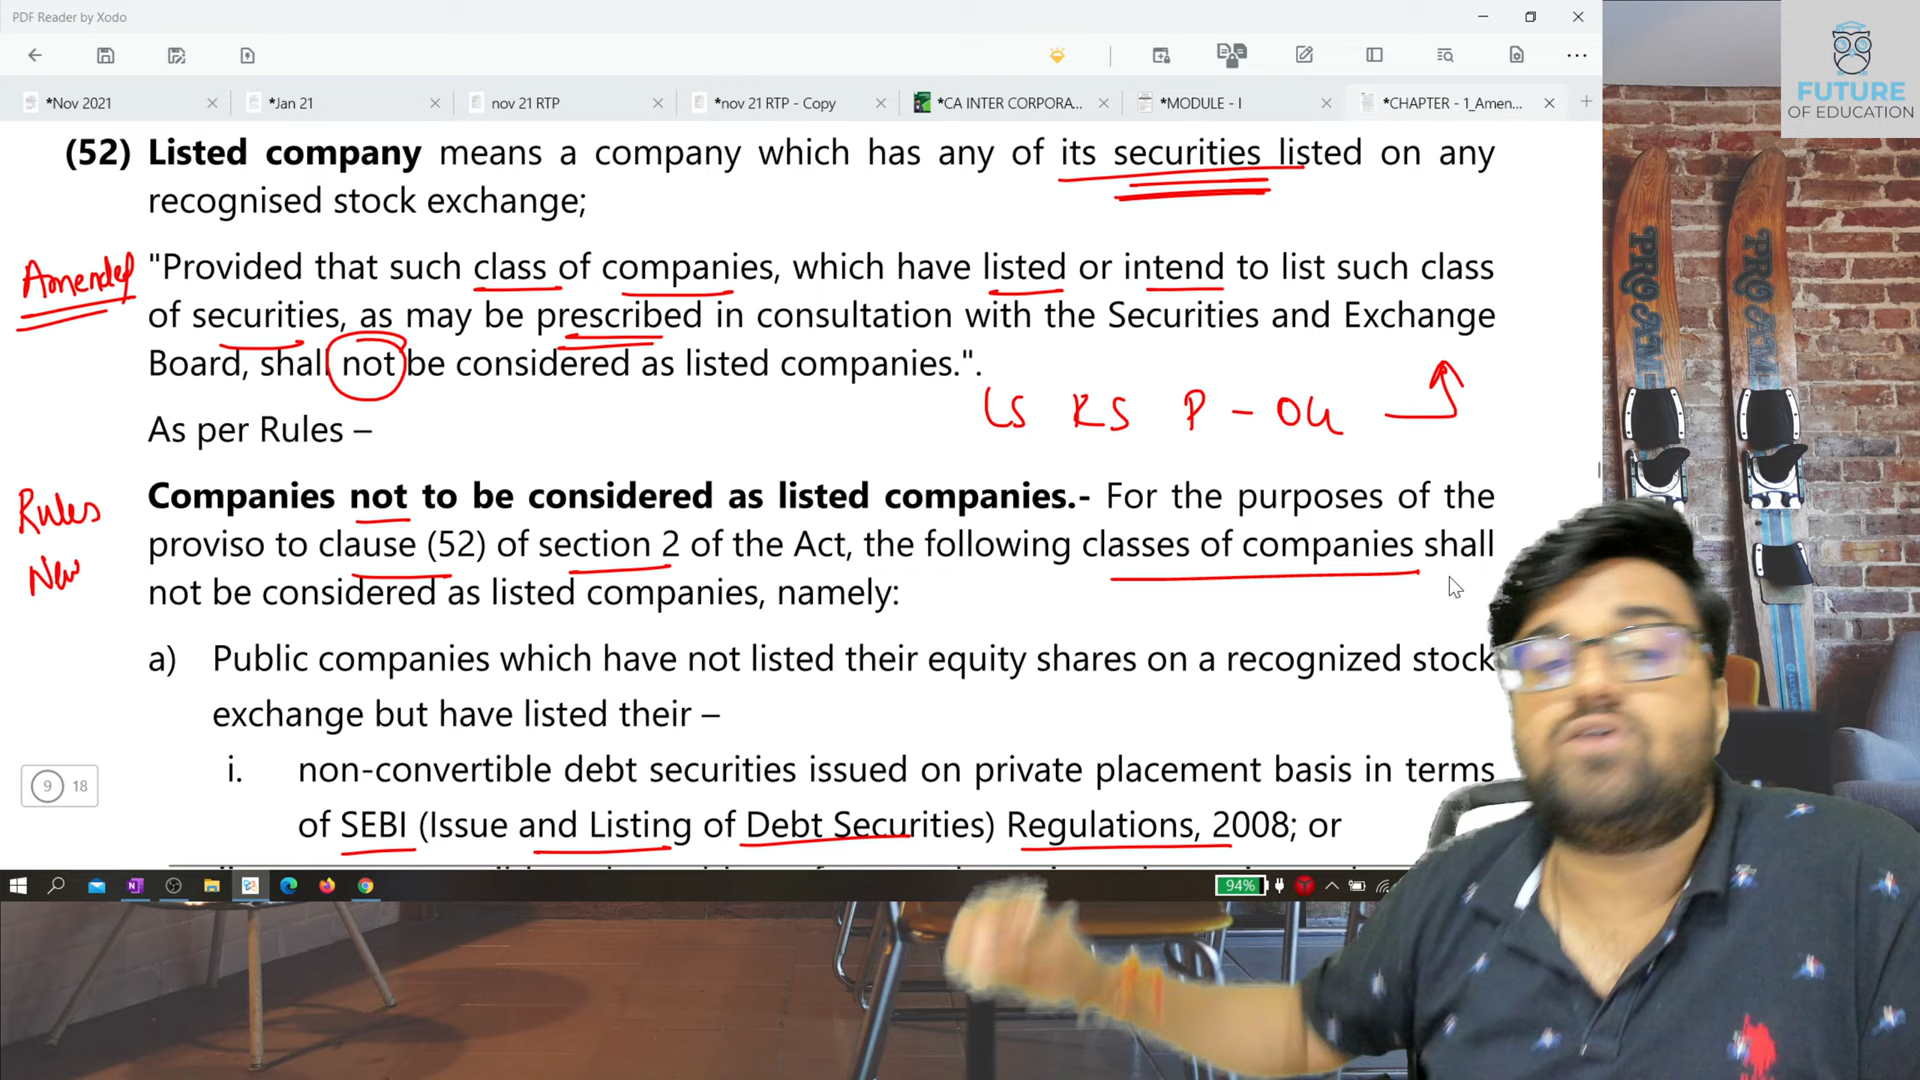 PDF Reader by Xodo
*Nov 2021
*Jan 21
nov 21 RTP
*nov 21 RTP - Copy
*CA INTER CORPORA...
*MODULE - I
*CHAPTER - 1_Amen...
FUTURE
OF EDUCATION
(52) Listed company means a company which has any of its securities listed on any
recognised stock exchange;
Amended
"Provided that such class of companies, which have listed or intend to list such class
of securities, as may be prescribed in consultation with the Securities and Exchange
Board, shall not be considered as listed companies.".
LS RS P - OU
As per Rules –
Rules
New
Companies not to be considered as listed companies.- For the purposes of the
proviso to clause (52) of section 2 of the Act, the following classes of companies shall
not be considered as listed companies, namely:
a) Public companies which have not listed their equity shares on a recognized stock
exchange but have listed their –
i. non-convertible debt securities issued on private placement basis in terms
of SEBI (Issue and Listing of Debt Securities) Regulations, 2008; or
9 18
94%